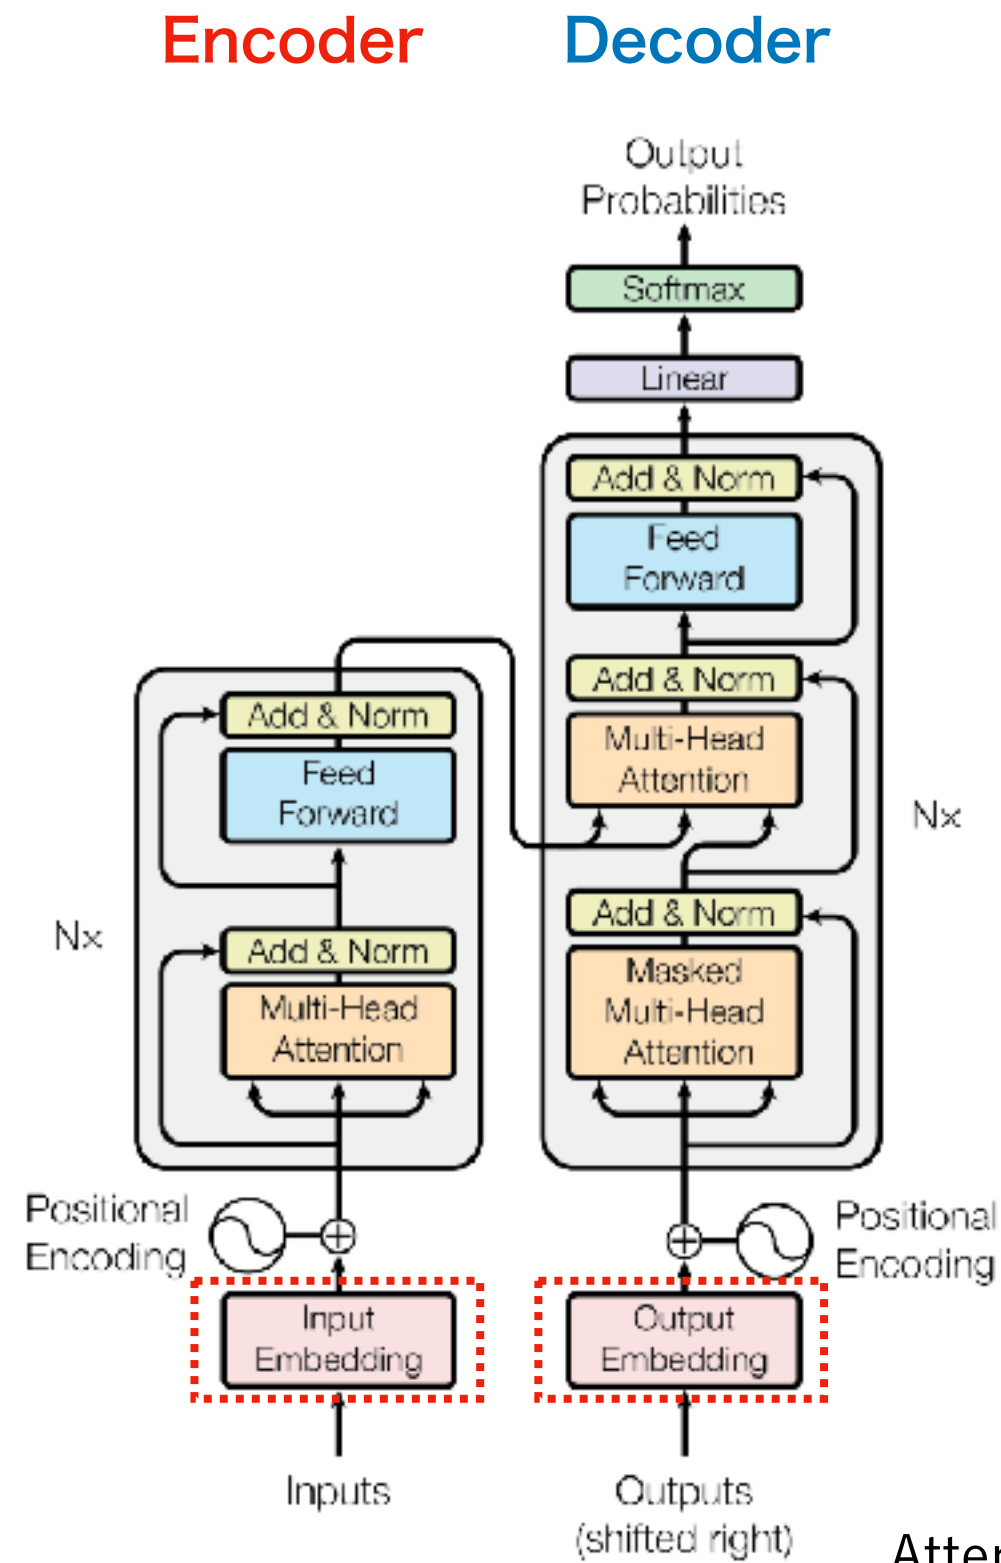 Encoder
Decoder
Output
Probabilities
Softmax
Linear
Add & Norm
Feed
Forward
Add & Norm
Multi-Head
Attention
Nx
Add & Norm
Masked
Multi-Head
Attention
Positional
Encoding
Output
Embedding
Outputs
(shifted right)
Add & Norm
Feed
Forward
Nx
Add & Norm
Multi-Head
Attention
Positional
Encoding
Input
Embedding
Inputs